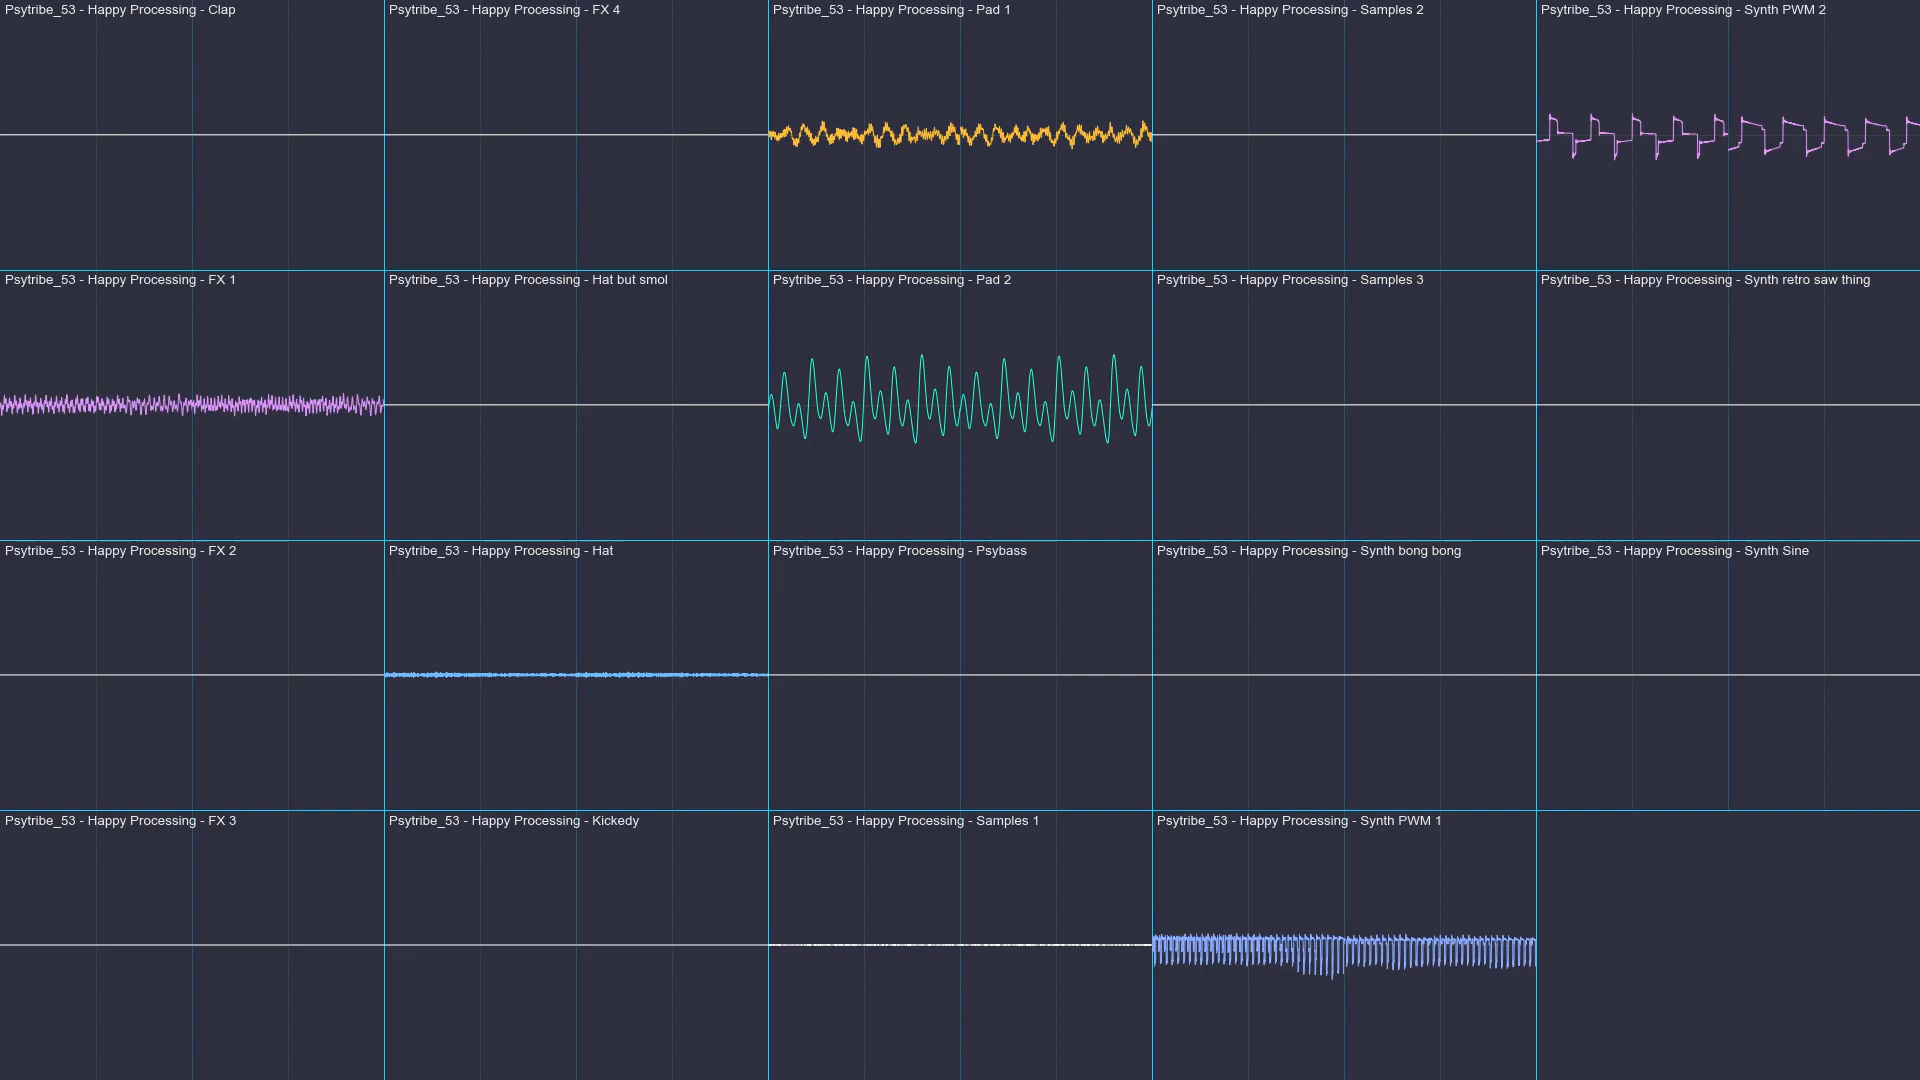 Psytribe_53 - Happy Processing - Clap
Psytribe_53 - Happy Processing - FX 4
Psytribe_53 - Happy Processing - Pad 1
Psytribe_53 - Happy Processing - Samples 2
Psytribe_53 - Happy Processing - Synth PWM 2
Psytribe_53 - Happy Processing - FX 1
Psytribe_53 - Happy Processing - Hat but smol
Psytribe_53 - Happy Processing - Pad 2
Psytribe_53 - Happy Processing - Samples 3
Psytribe_53 - Happy Processing - Synth retro saw thing
Psytribe_53 - Happy Processing - FX 2
Psytribe_53 - Happy Processing - Hat
Psytribe_53 - Happy Processing - Psybass
Psytribe_53 - Happy Processing - Synth bong bong
Psytribe_53 - Happy Processing - Synth Sine
Psytribe_53 - Happy Processing - FX 3
Psytribe_53 - Happy Processing - Kickedy
Psytribe_53 - Happy Processing - Samples 1
Psytribe_53 - Happy Processing - Synth PWM 1